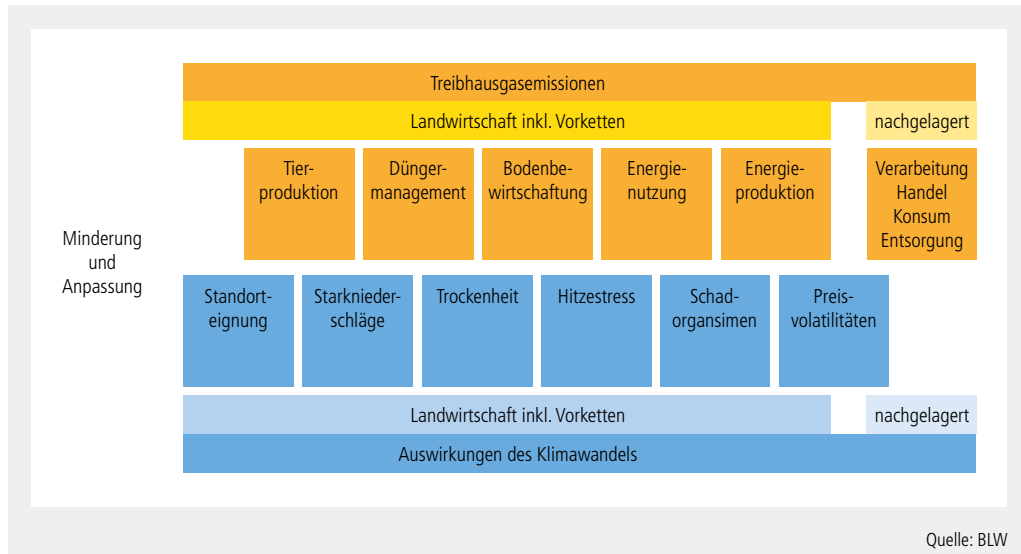 Treibhausgasemissionen
Landwirtschaft inkl. Vorketten
nachgelagert
Tier-
produktion
Dünger-
management
Bodenbe-
wirtschaftung
Energie-
nutzung
Energie-
produktion
Verarbeitung
Handel
Konsum
Entsorgung
Minderung
und
Anpassung
Standort-
eignung
Starknieder-
schläge
Trockenheit
Hitzestress
Schad-
organsimen
Preis-
volatilitäten
Landwirtschaft inkl. Vorketten
nachgelagert
Auswirkungen des Klimawandels
Quelle: BLW